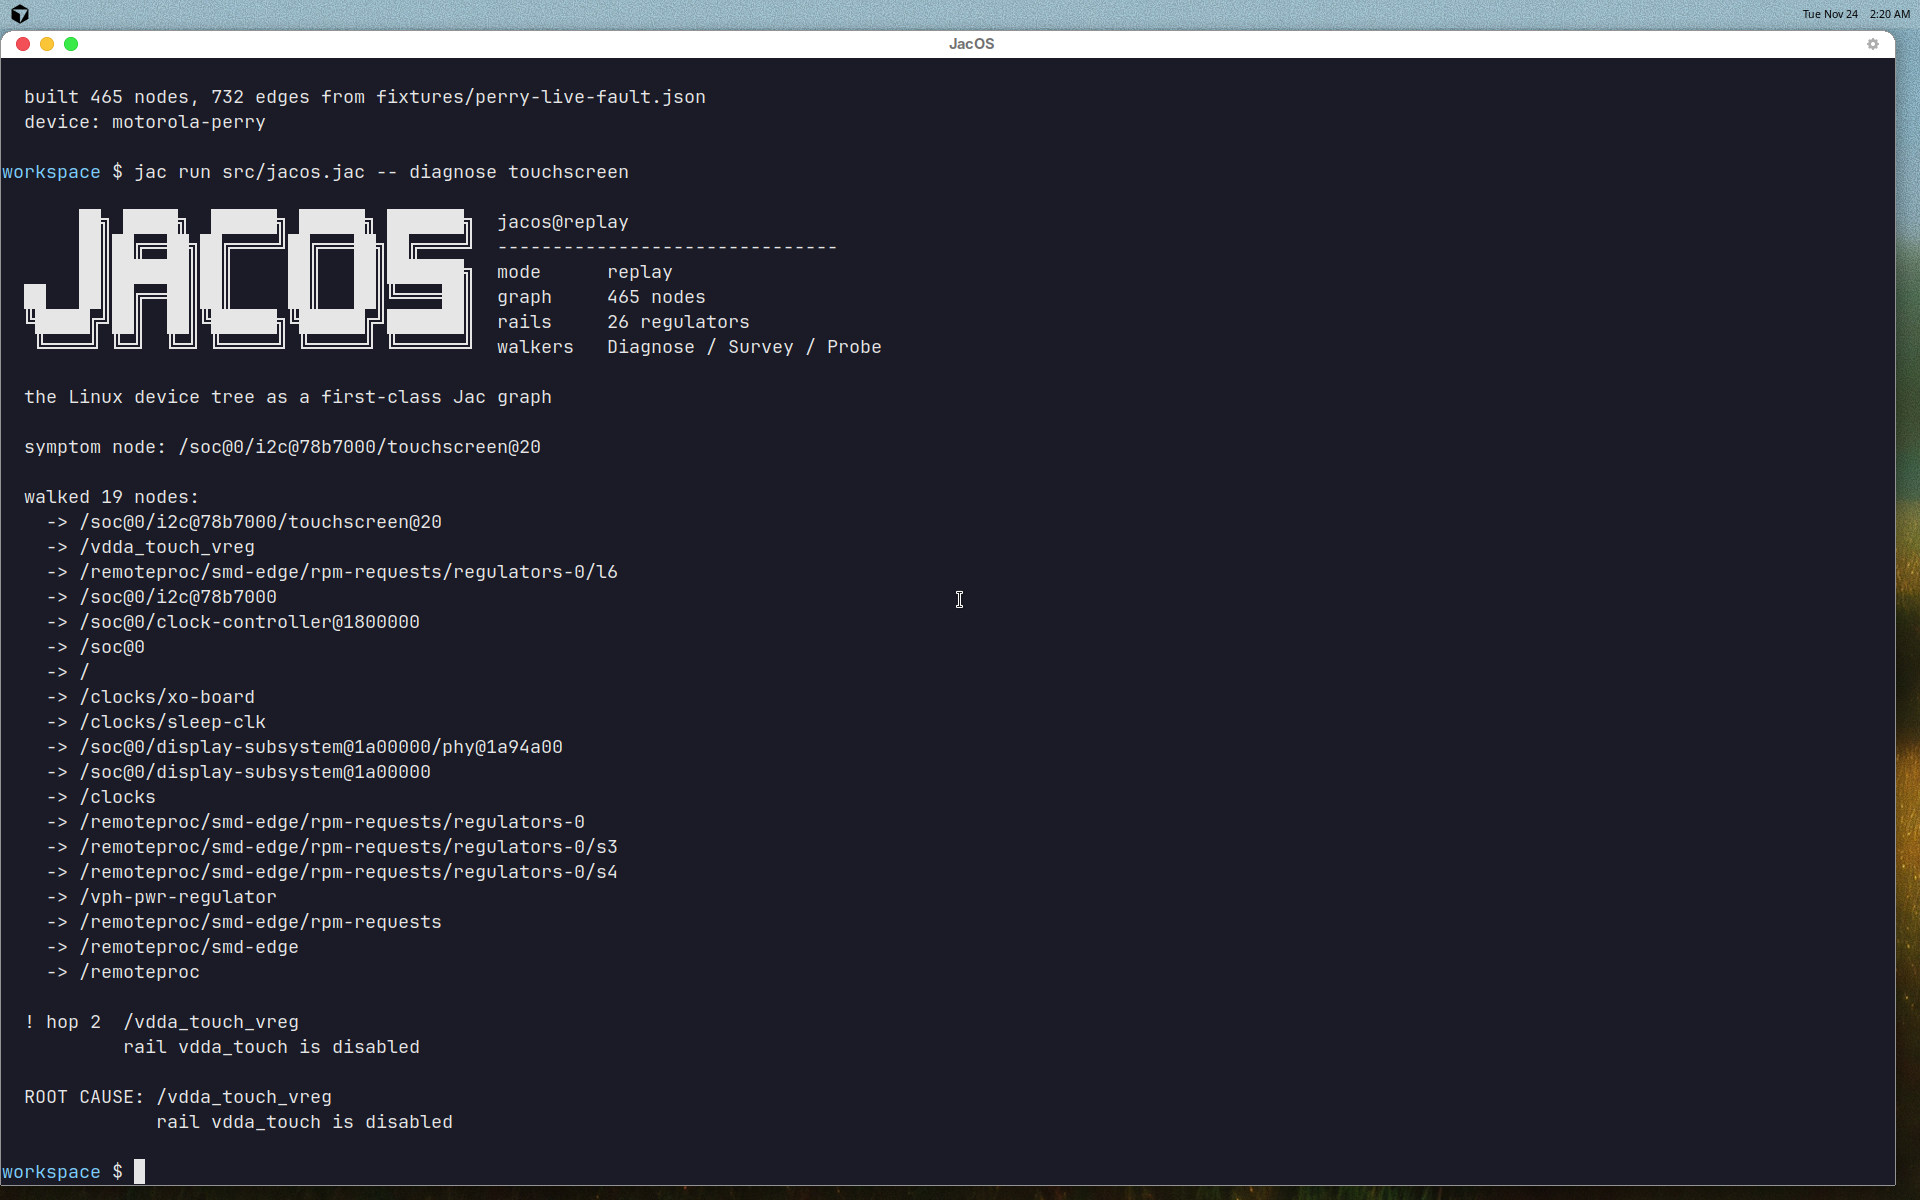 Tue Nov 24 2:20 AM
JacOS
built 465 nodes, 732 edges from fixtures/perry-live-fault.json
device: motorola-perry
workspace $ jac run src/jacos.jac -- diagnose touchscreen
JACOS
jacos@replay
-------------------------------
mode replay
graph 465 nodes
rails 26 regulators
walkers Diagnose / Survey / Probe
the Linux device tree as a first-class Jac graph
symptom node: /soc@0/i2c@78b7000/touchscreen@20
walked 19 nodes:
-> /soc@0/i2c@78b7000/touchscreen@20
-> /vdda_touch_vreg
-> /remoteproc/smd-edge/rpm-requests/regulators-0/l6
-> /soc@0/i2c@78b7000
-> /soc@0/clock-controller@1800000
-> /soc@0
-> /
-> /clocks/xo-board
-> /clocks/sleep-clk
-> /soc@0/display-subsystem@1a00000/phy@1a94a00
-> /soc@0/display-subsystem@1a00000
-> /clocks
-> /remoteproc/smd-edge/rpm-requests/regulators-0
-> /remoteproc/smd-edge/rpm-requests/regulators-0/s3
-> /remoteproc/smd-edge/rpm-requests/regulators-0/s4
-> /vph-pwr-regulator
-> /remoteproc/smd-edge/rpm-requests
-> /remoteproc/smd-edge
-> /remoteproc
! hop 2 /vdda_touch_vreg
rail vdda_touch is disabled
ROOT CAUSE: /vdda_touch_vreg
rail vdda_touch is disabled
workspace $